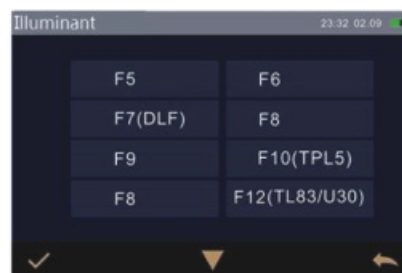 Illuminant 23:32 02.09
F5 F6
F7(DLF) F8
F9 F10(TPL5)
F8 F12(TL83/U30)